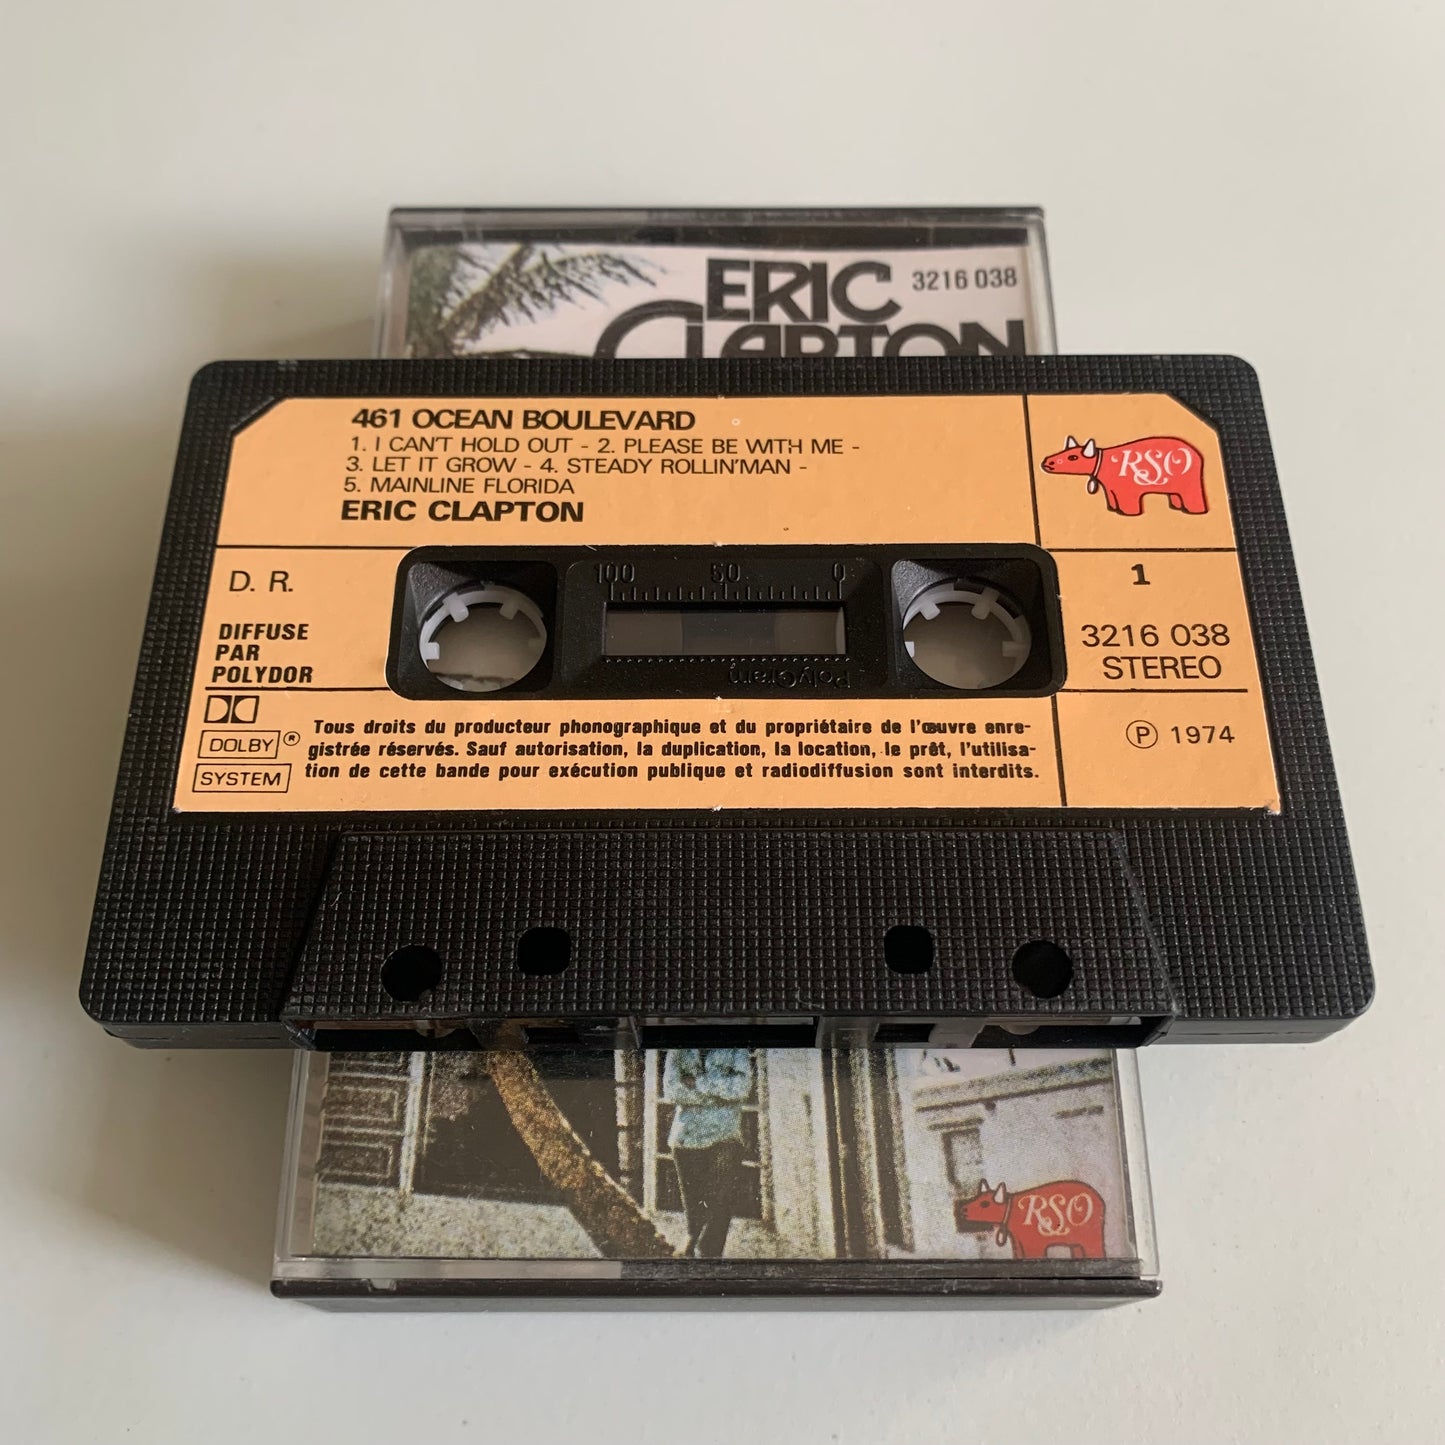 ERIC 3216 038
CLAPTON
461 OCEAN BOULEVARD
1. I CAN'T HOLD OUT - 2. PLEASE BE WITH ME -
3. LET IT GROW - 4. STEADY ROLLIN'MAN -
5. MAINLINE FLORIDA
ERIC CLAPTON
RSO
D. R.
100 50 0
1
DIFFUSE
PAR
POLYDOR
3216 038
STEREO
PolyGram
DOLBY ®
SYSTEM
Tous droits du producteur phonographique et du propriétaire de l'œuvre enre-
gistrée réservés. Sauf autorisation, la duplication, la location, le prêt, l'utilisa-
tion de cette bande pour exécution publique et radiodiffusion sont interdits.
Ⓟ 1974
RSO